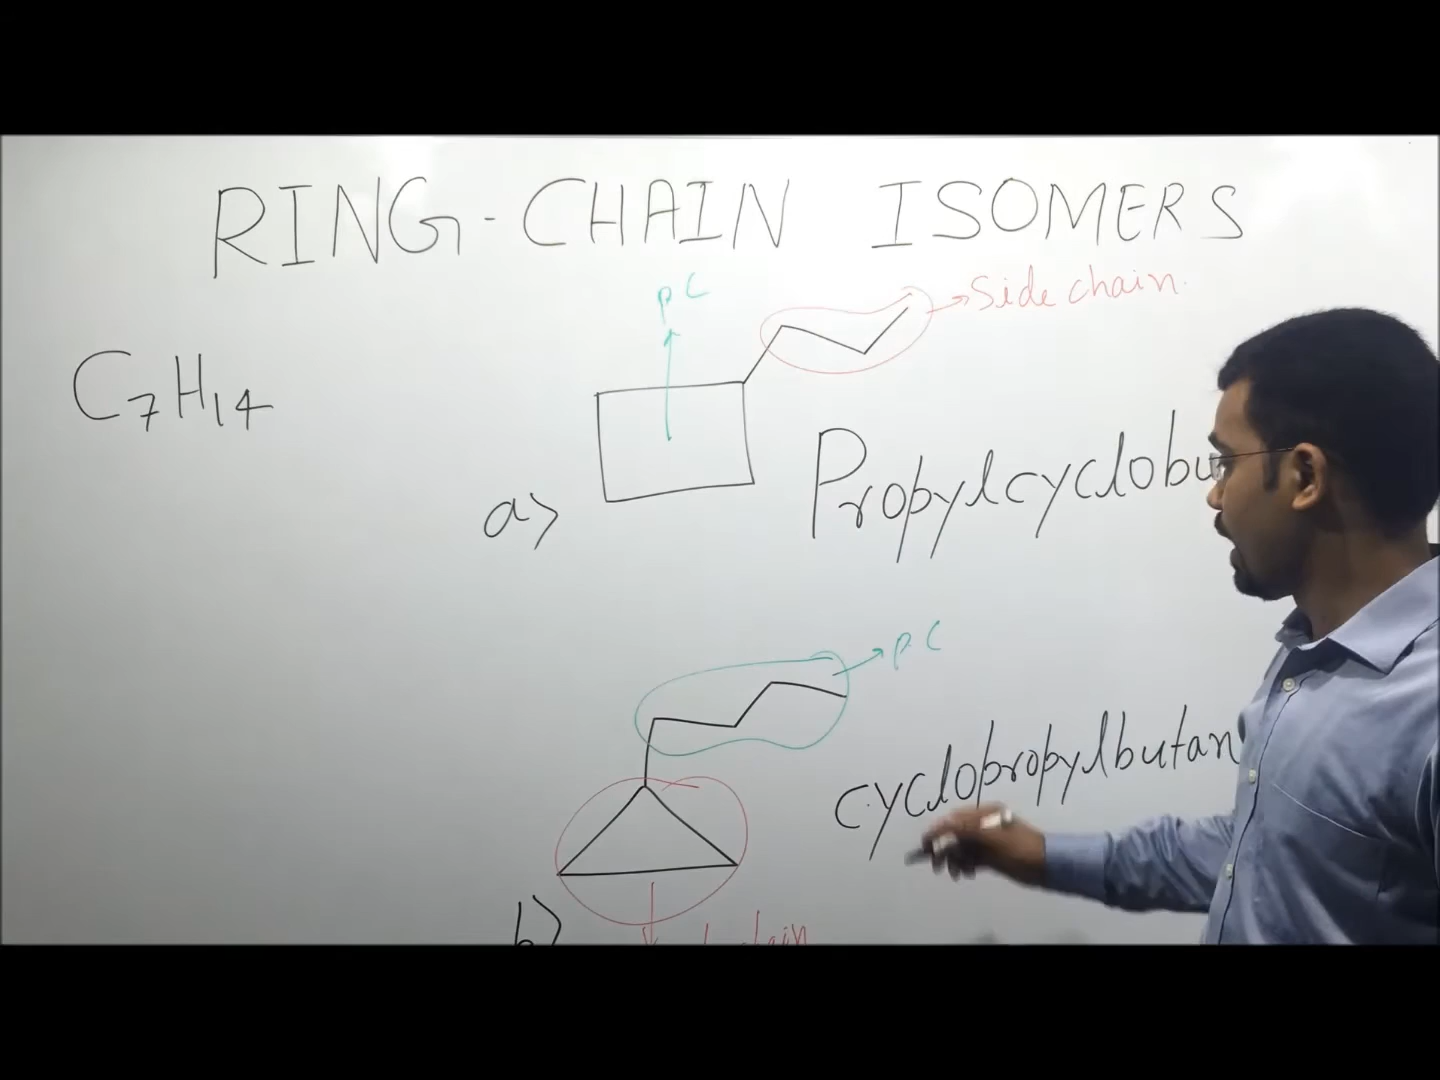 RING-CHAIN ISOMERS
pC
Side chain
C7H14
a>
Propylcyclobu
pC
cyclopropylbutan
b>